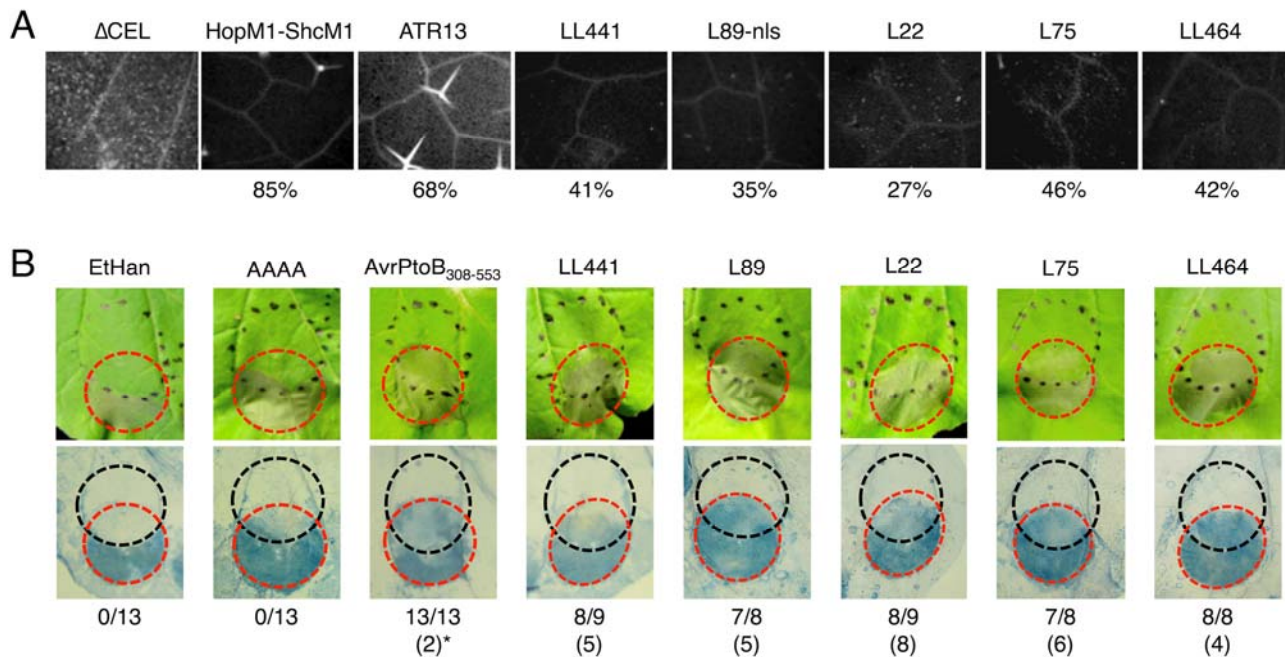 A
ΔCEL HopM1-ShcM1 ATR13 LL441 L89-nls L22 L75 LL464
85% 68% 41% 35% 27% 46% 42%
B
EtHan AAAA AvrPtoB308-553 LL441 L89 L22 L75 LL464
0/13 0/13 13/13 8/9 7/8 8/9 7/8 8/8
(2)* (5) (5) (8) (6) (4)